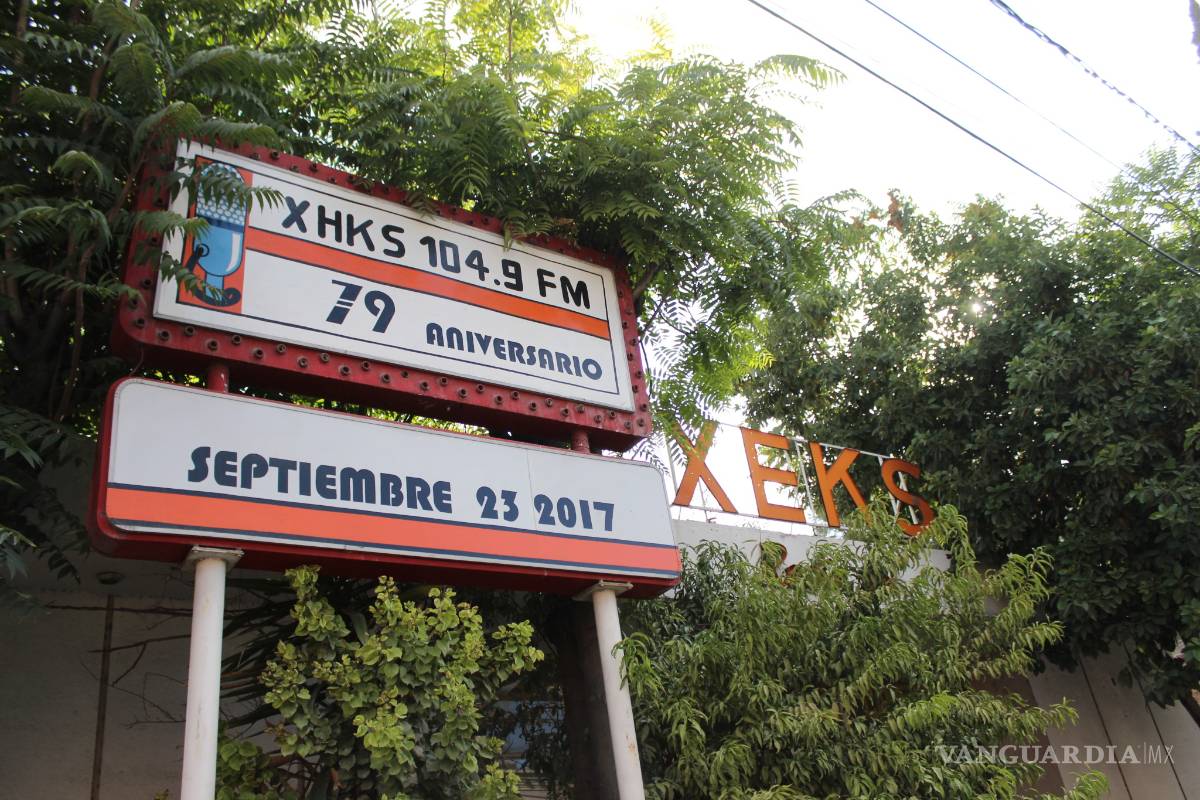 XHKS 104.9 FM
79 ANIVERSARIO
SEPTIEMBRE 23 2017
XEKS
VANGUARDIA|MX